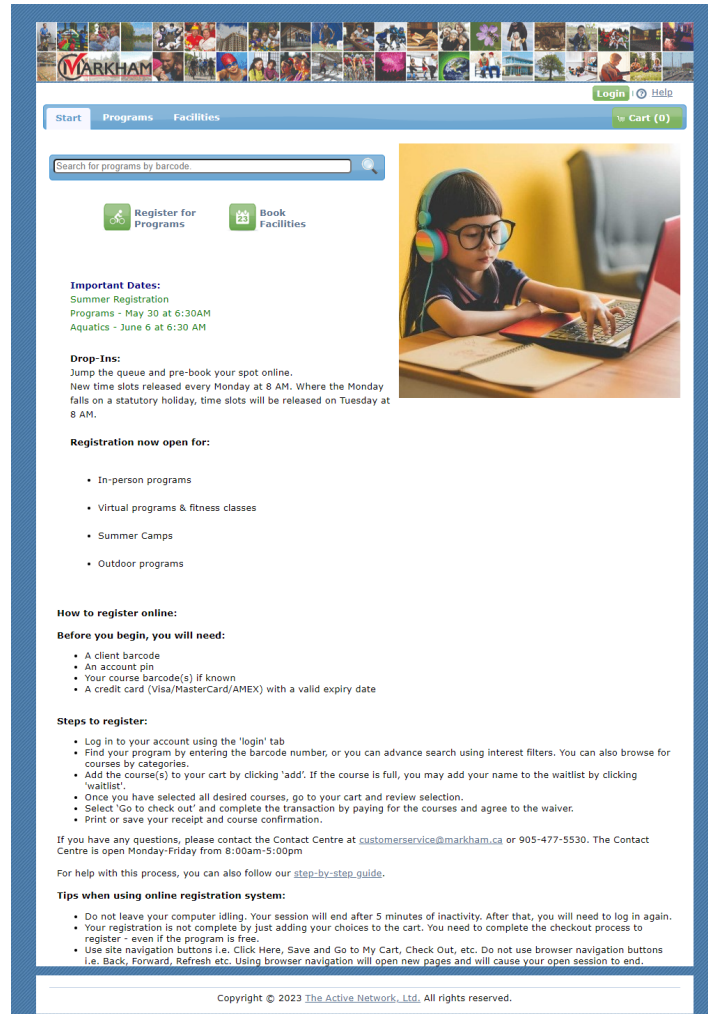 MARKHAM
Login
Help
Start
Programs
Facilities
Cart (0)
Search for programs by barcode.
Register for
Programs
23
Book
Facilities
Important Dates:
Summer Registration
Programs - May 30 at 6:30AM
Aquatics - June 6 at 6:30 AM
Drop-Ins:
Jump the queue and pre-book your spot online.
New time slots released every Monday at 8 AM. Where the Monday
falls on a statutory holiday, time slots will be released on Tuesday at
8 AM.
Registration now open for:
• In-person programs
• Virtual programs & fitness classes
• Summer Camps
• Outdoor programs
How to register online:
Before you begin, you will need:
• A client barcode
• An account pin
• Your course barcode(s) if known
• A credit card (Visa/MasterCard/AMEX) with a valid expiry date
Steps to register:
• Log in to your account using the 'login' tab
• Find your program by entering the barcode number, or you can advance search using interest filters. You can also browse for
courses by categories.
• Add the course(s) to your cart by clicking 'add'. If the course is full, you may add your name to the waitlist by clicking
'waitlist'.
• Once you have selected all desired courses, go to your cart and review selection.
• Select 'Go to check out' and complete the transaction by paying for the courses and agree to the waiver.
• Print or save your receipt and course confirmation.
If you have any questions, please contact the Contact Centre at customerservice@markham.ca or 905-477-5530. The Contact
Centre is open Monday-Friday from 8:00am-5:00pm
For help with this process, you can also follow our step-by-step guide.
Tips when using online registration system:
• Do not leave your computer idling. Your session will end after 5 minutes of inactivity. After that, you will need to log in again.
• Your registration is not complete by just adding your choices to the cart. You need to complete the checkout process to
register - even if the program is free.
• Use site navigation buttons i.e. Click Here, Save and Go to My Cart, Check Out, etc. Do not use browser navigation buttons
i.e. Back, Forward, Refresh etc. Using browser navigation will open new pages and will cause your open session to end.
Copyright © 2023 The Active Network, Ltd. All rights reserved.